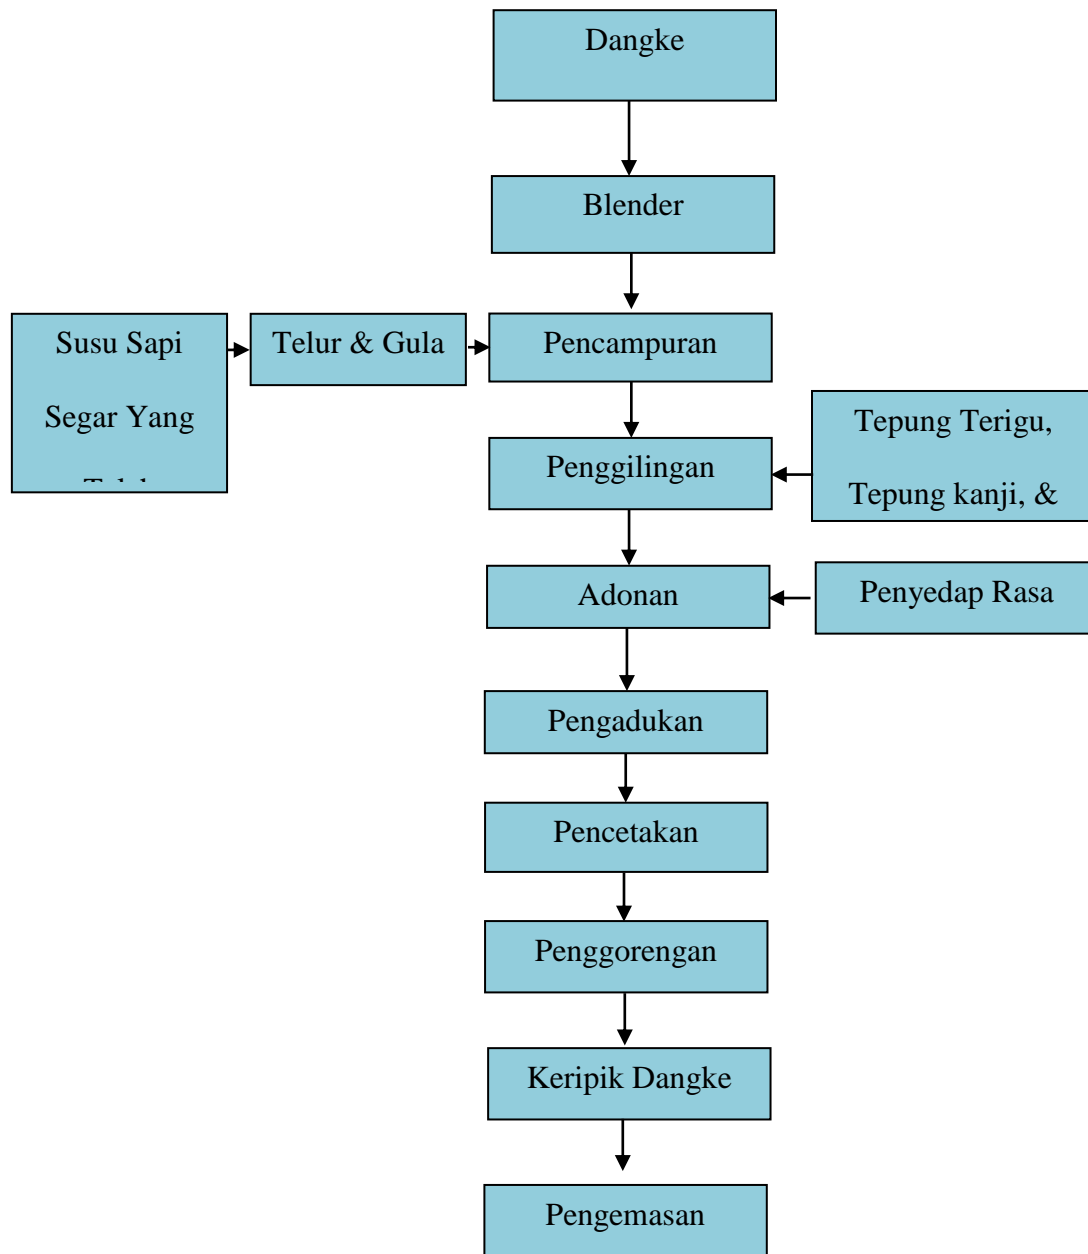 Dangke
Blender
Susu Sapi
Segar Yang
Telur & Gula
Pencampuran
Penggilingan
Tepung Terigu,
Tepung kanji, &
Adonan
Penyedap Rasa
Pengadukan
Pencetakan
Penggorengan
Keripik Dangke
Pengemasan